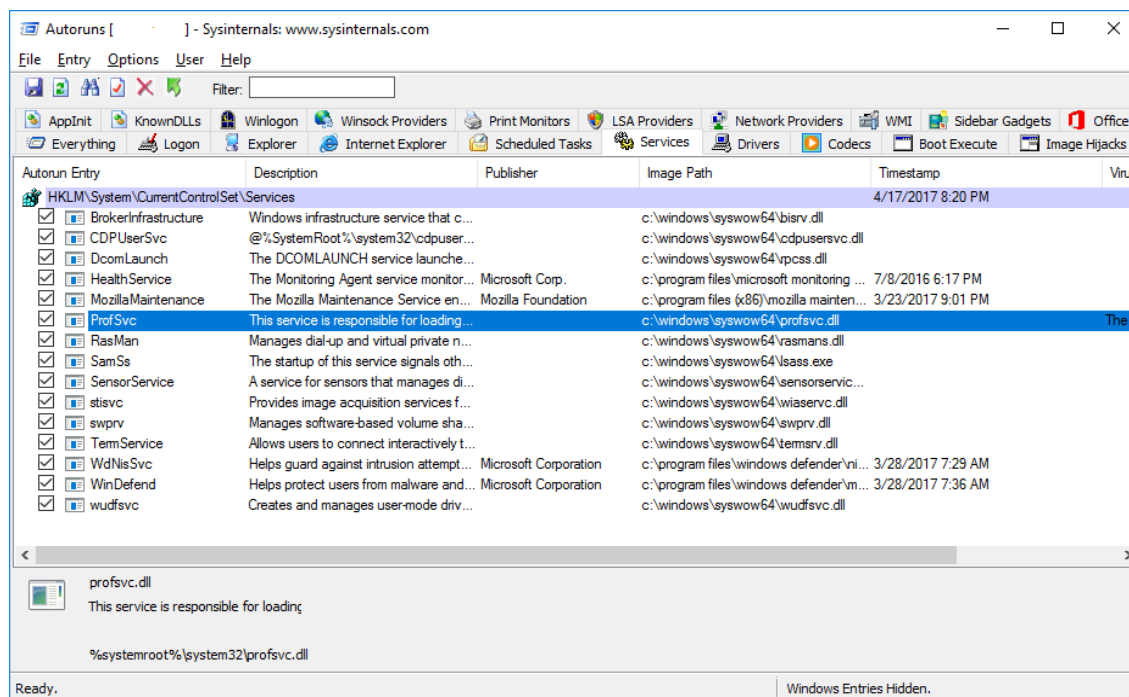 Autoruns [ ] - Sysinternals: www.sysinternals.com
File Entry Options User Help
Filter:
AppInit KnownDLLs Winlogon Winsock Providers Print Monitors LSA Providers Network Providers WMI Sidebar Gadgets Office
Everything Logon Explorer Internet Explorer Scheduled Tasks Services Drivers Codecs Boot Execute Image Hijacks
Autorun Entry Description Publisher Image Path Timestamp Viru
HKLM\System\CurrentControlSet\Services 4/17/2017 8:20 PM
BrokerInfrastructure Windows infrastructure service that c... c:\windows\syswow64\bisrv.dll
CDPUserSvc @%SystemRoot%\system32\cdpuser... c:\windows\syswow64\cdpusersvc.dll
DcomLaunch The DCOMLAUNCH service launche... c:\windows\syswow64\rpcss.dll
HealthService The Monitoring Agent service monitor... Microsoft Corp. c:\program files\microsoft monitoring ... 7/8/2016 6:17 PM
MozillaMaintenance The Mozilla Maintenance Service en... Mozilla Foundation c:\program files (x86)\mozilla mainten... 3/23/2017 9:01 PM
ProfSvc This service is responsible for loading... c:\windows\syswow64\profsvc.dll The
RasMan Manages dial-up and virtual private n... c:\windows\syswow64\rasmans.dll
SamSs The startup of this service signals oth... c:\windows\syswow64\lsass.exe
SensorService A service for sensors that manages di... c:\windows\syswow64\sensorservic...
stisvc Provides image acquisition services f... c:\windows\syswow64\wiaservc.dll
swprv Manages software-based volume sha... c:\windows\syswow64\swprv.dll
TermService Allows users to connect interactively t... c:\windows\syswow64\termsrv.dll
WdNisSvc Helps guard against intrusion attempt... Microsoft Corporation c:\program files\windows defender\ni... 3/28/2017 7:29 AM
WinDefend Helps protect users from malware and... Microsoft Corporation c:\program files\windows defender\m... 3/28/2017 7:36 AM
wudfsvc Creates and manages user-mode driv... c:\windows\syswow64\wudfsvc.dll
profsvc.dll
This service is responsible for loading
%systemroot%\system32\profsvc.dll
Ready. Windows Entries Hidden.